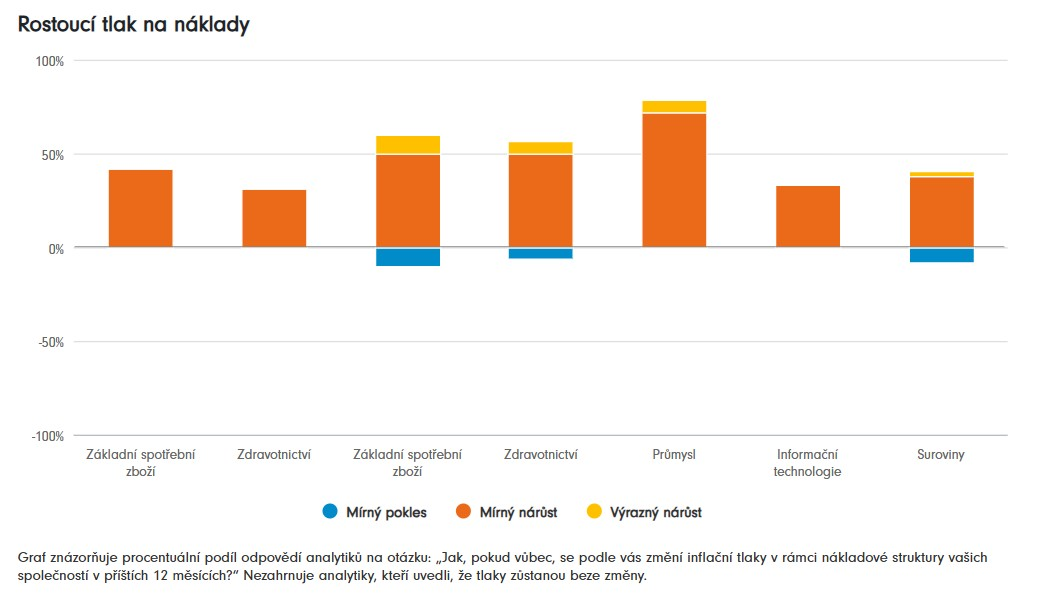 Rostoucí tlak na náklady
100%
50%
0%
-50%
-100%
Základní spotřební
zboží
Zdravotnictví
Základní spotřební
zboží
Zdravotnictví
Průmysl
Informační
technologie
Suroviny
Mírný pokles
Mírný nárůst
Výrazný nárůst
Graf znázorňuje procentuální podíl odpovědí analytiků na otázku: „Jak, pokud vůbec, se podle vás změní inflační tlaky v rámci nákladové struktury vašich
společností v příštích 12 měsících?“ Nezahrnuje analytiky, kteří uvedli, že tlaky zůstanou beze změny.